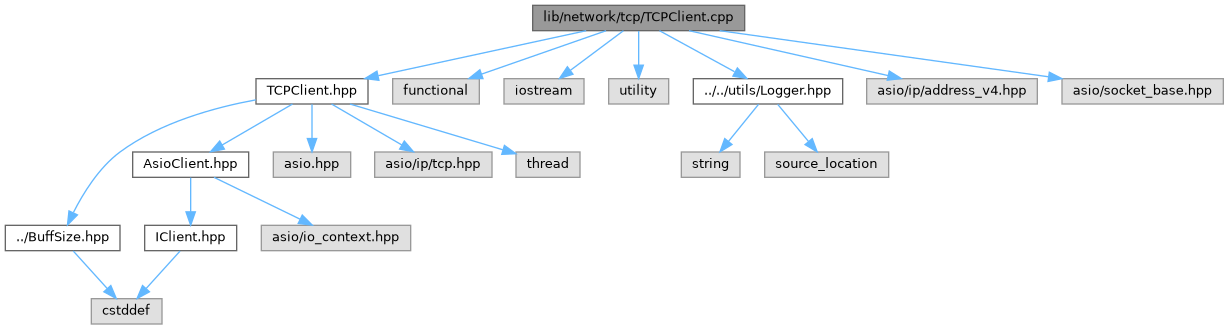 lib/network/tcp/TCPClient.cpp
TCPClient.hpp
functional
iostream
utility
../../utils/Logger.hpp
asio/ip/address_v4.hpp
asio/socket_base.hpp
AsioClient.hpp
asio.hpp
asio/ip/tcp.hpp
thread
string
source_location
../BuffSize.hpp
IClient.hpp
asio/io_context.hpp
cstddef